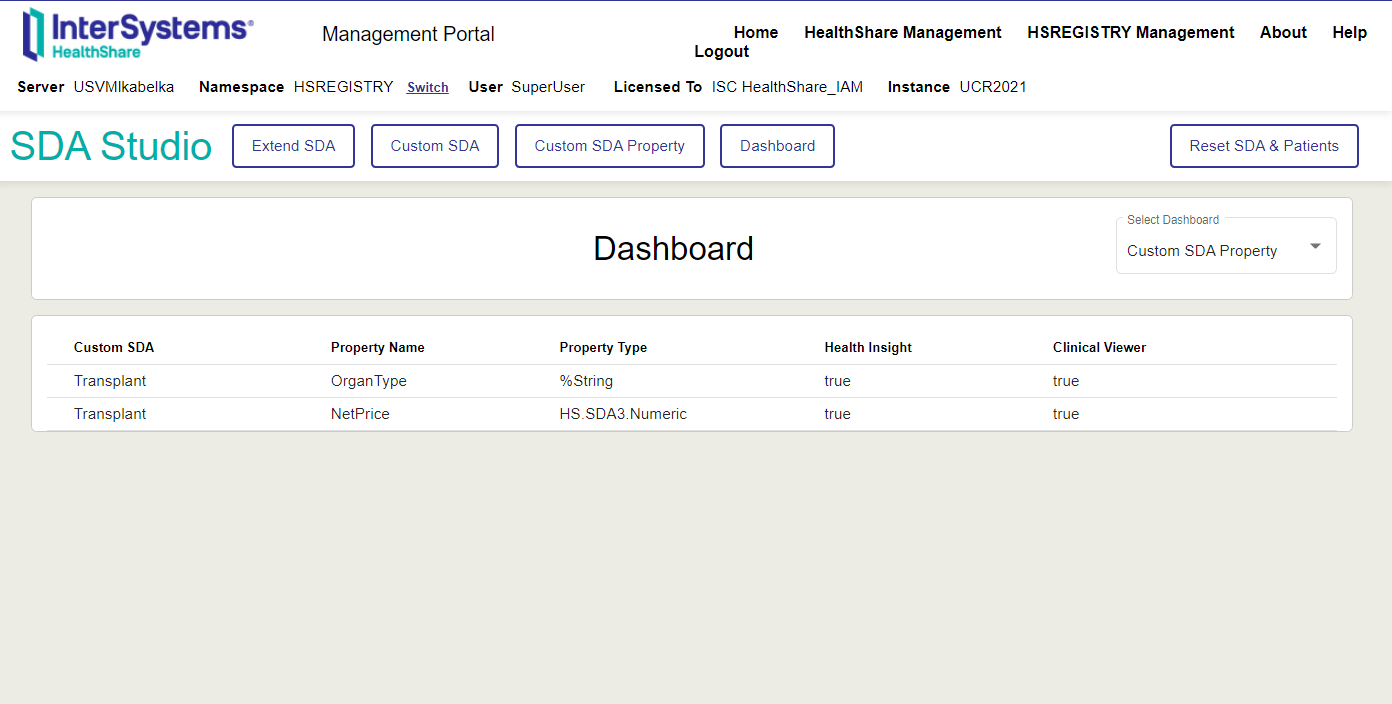 InterSystems®
HealthShare
Management Portal
Home HealthShare Management HSREGISTRY Management About Help
Logout
Server USVMIkabelka Namespace HSREGISTRY Switch User SuperUser Licensed To ISC HealthShare_IAM Instance UCR2021
SDA Studio Extend SDA Custom SDA Custom SDA Property Dashboard Reset SDA & Patients
Select Dashboard
Dashboard Custom SDA Property
Custom SDA Property Name Property Type Health Insight Clinical Viewer
Transplant OrganType %String true true
Transplant NetPrice HS.SDA3.Numeric true true